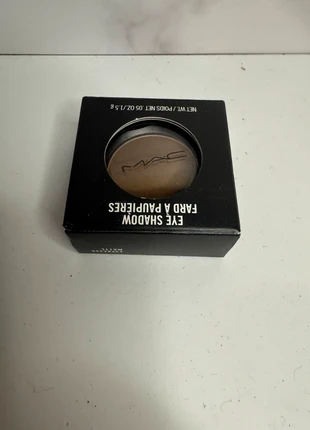 EYE SHADOW
FARD À PAUPIÈRES
MAC
NET WT./POIDS NET .05 OZ/1.5 g